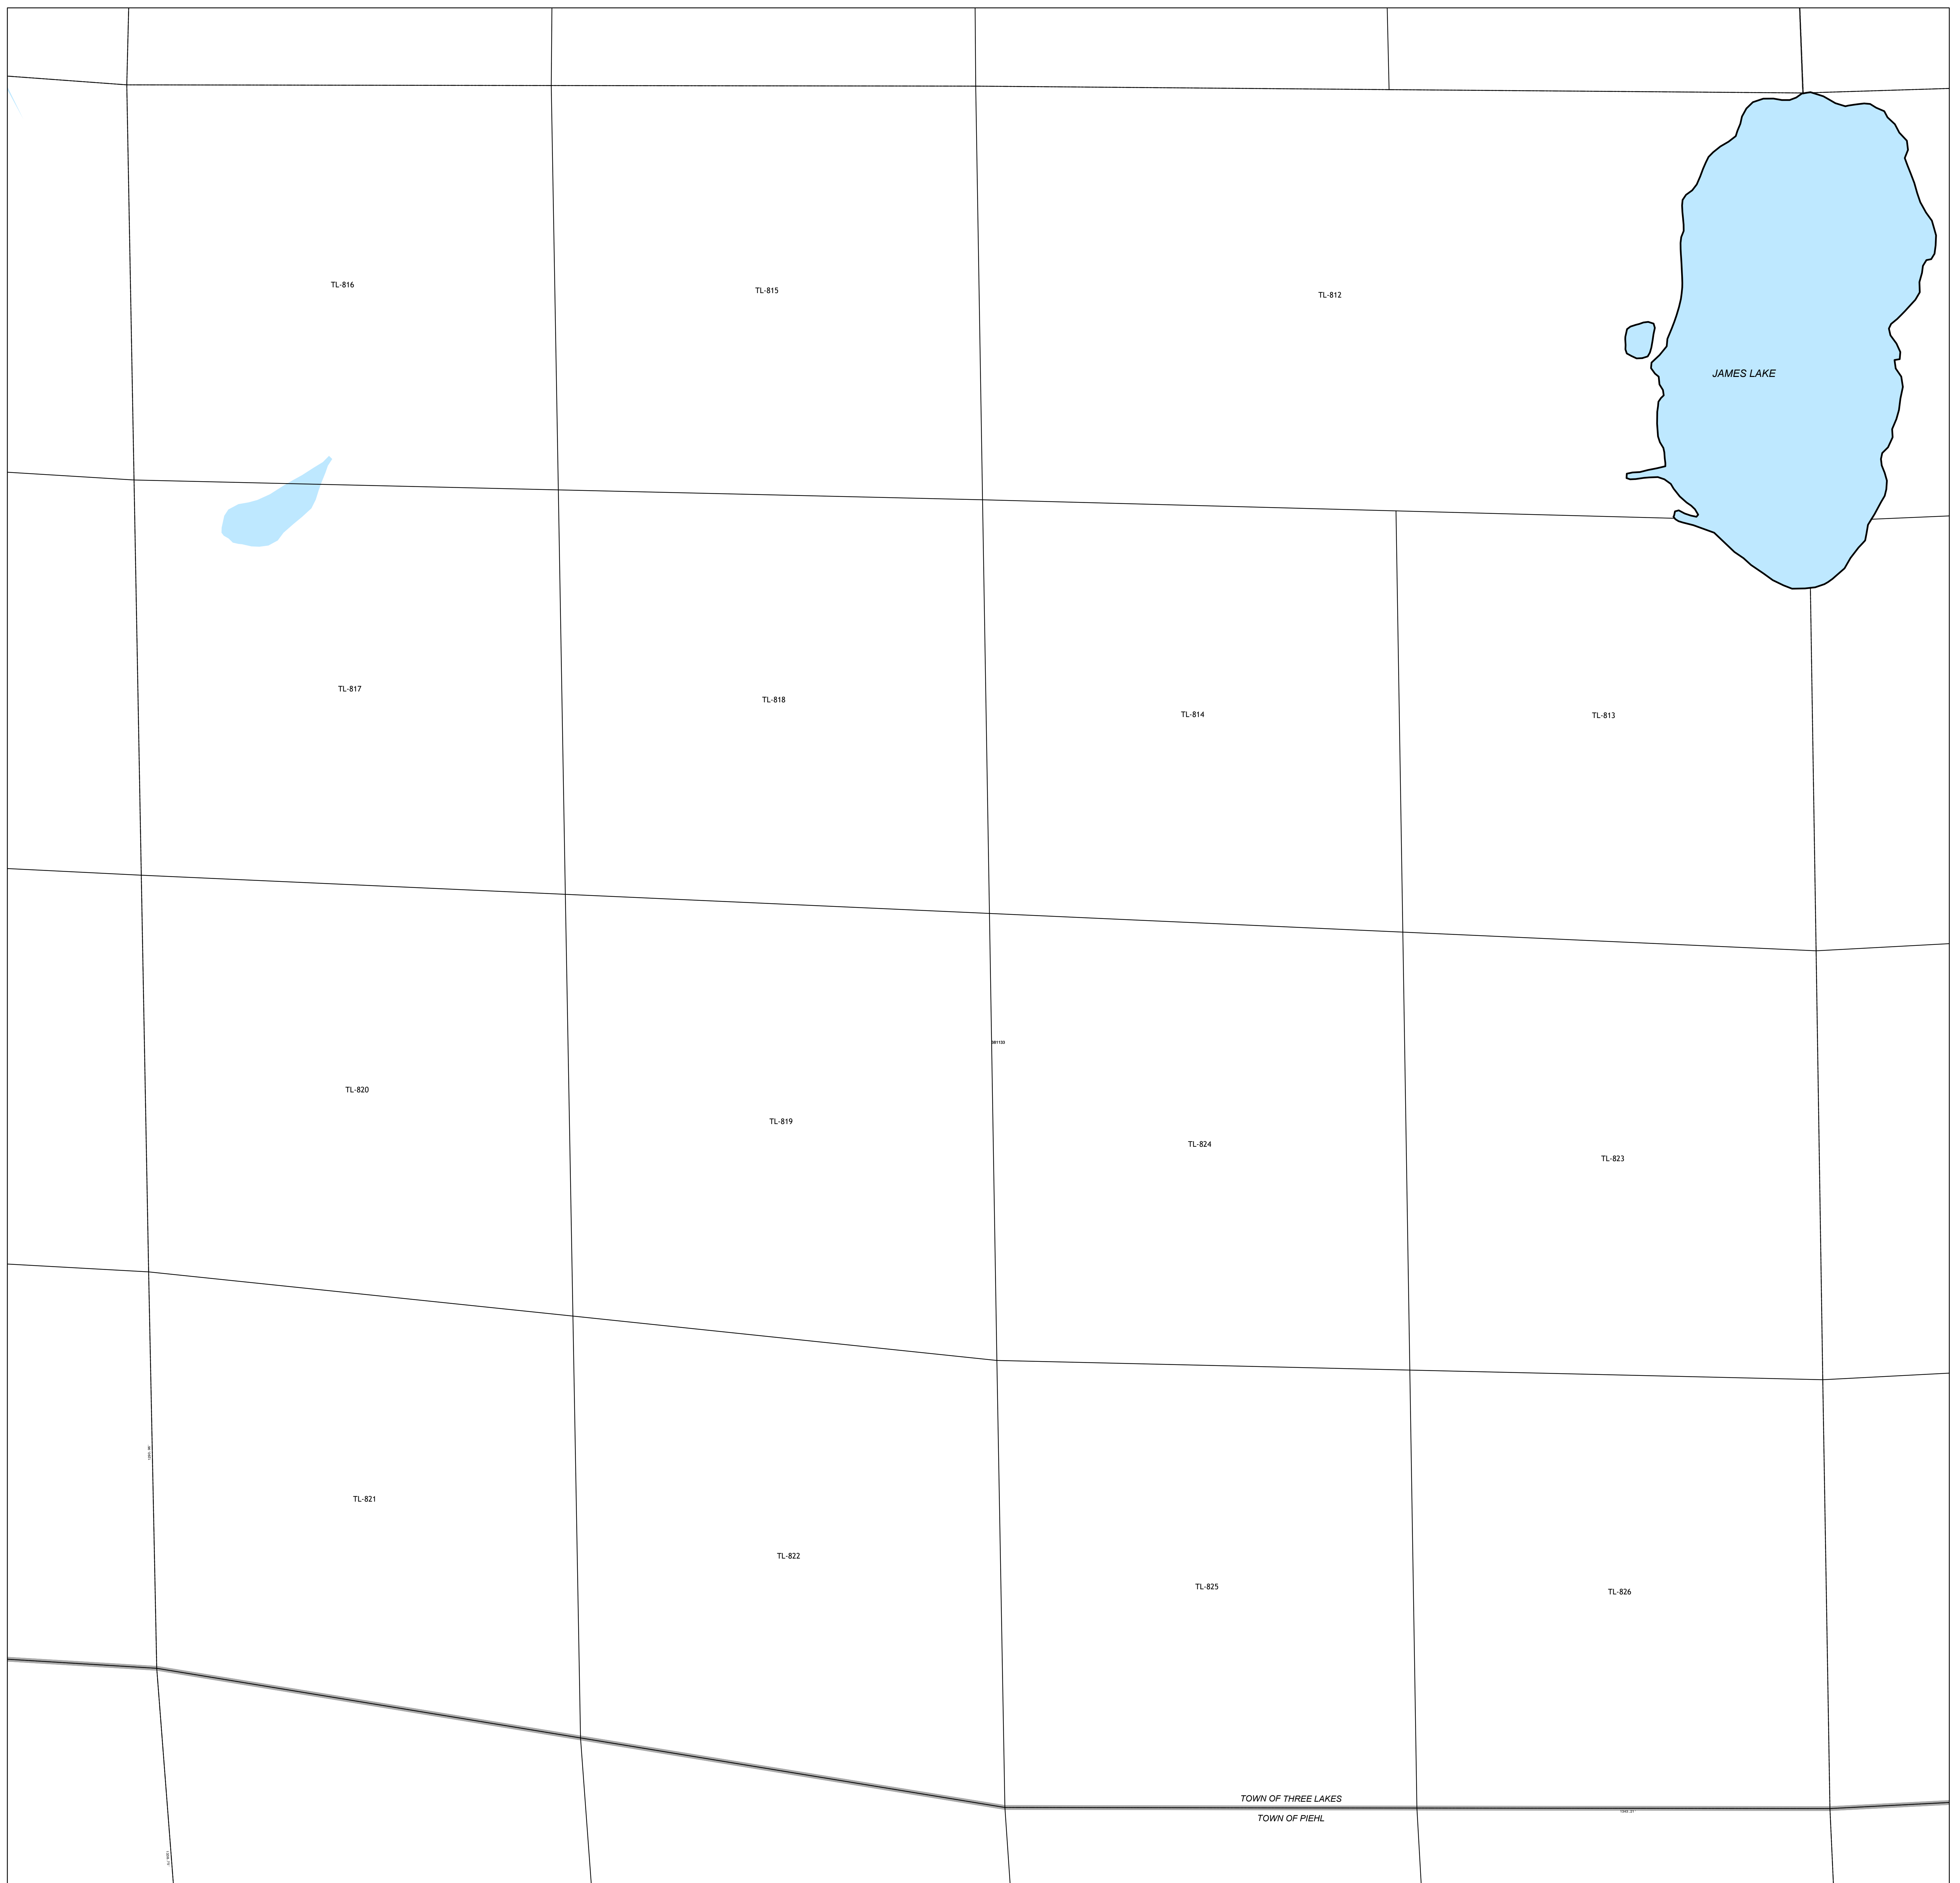 TL-816
TL-815
TL-812
JAMES LAKE
TL-817
TL-818
TL-814
TL-813
TL-820
TL-819
TL-824
TL-823
TL-821
TL-822
TL-825
TL-826
TOWN OF THREE LAKES
TOWN OF PIEHL